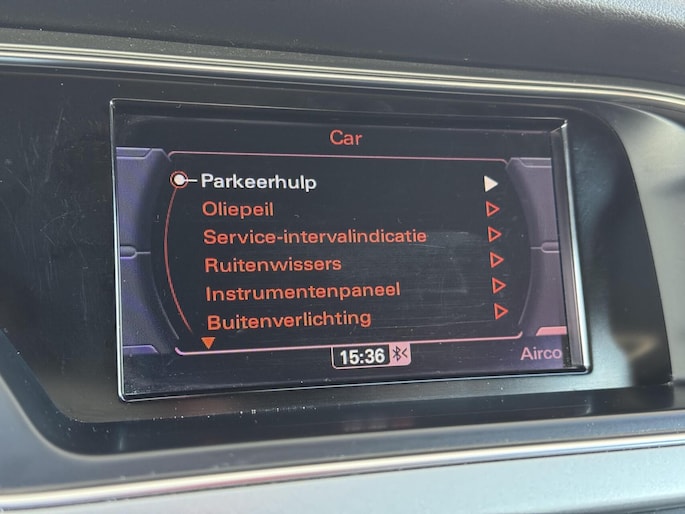 Car
Parkeerhulp
Oliepeil
Service-intervalindicatie
Ruitenwissers
Instrumentenpaneel
Buitenverlichting
15:36
Airco